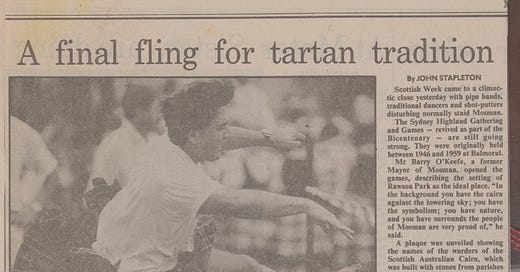 A final fling for tartan tradition
By JOHN STAPLETON
Scottish Week came to a climac-
tic close yesterday with pipe bands,
traditional dancers and shot-putters
disturbing normally staid Mosman.
The Sydney Highland Gathering
and Games — revived as part of the
Bicentenary — are still going
strong. They were originally held
between 1946 and 1959 at Balmoral.
Mr Barry O'Keefe, a former
Mayor of Mosman, opened the
games, describing the setting of
Rawson Park as the ideal place. "In
the background you have the cairn
against the lowering sky; you have
the symbolism; you have nature,
and you have surrounds the people
of Mosman are very proud of," he
said.
A plaque was unveiled showing
the names of the warders of the
Scottish Australian Cairn, which
was built with stones from parishes